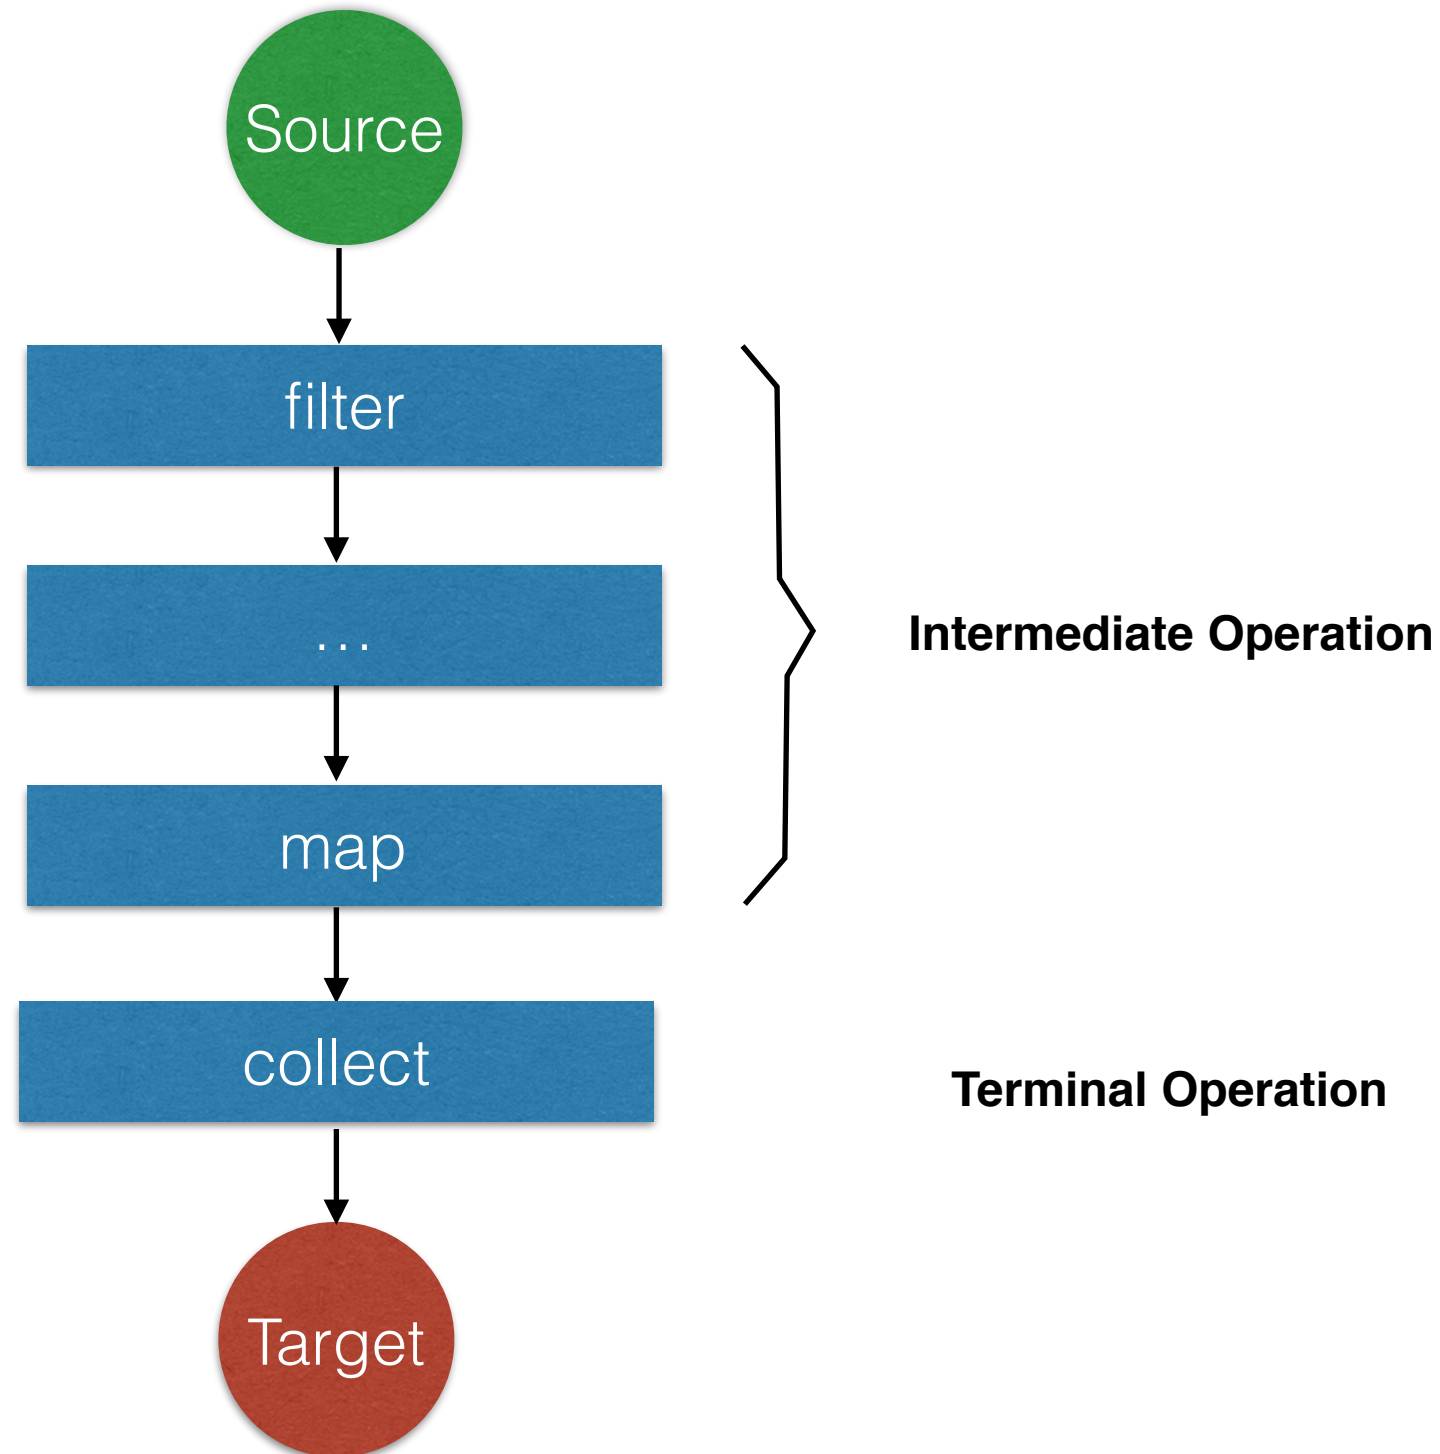 Source
filter
...
Intermediate Operation
map
collect
Terminal Operation
Target